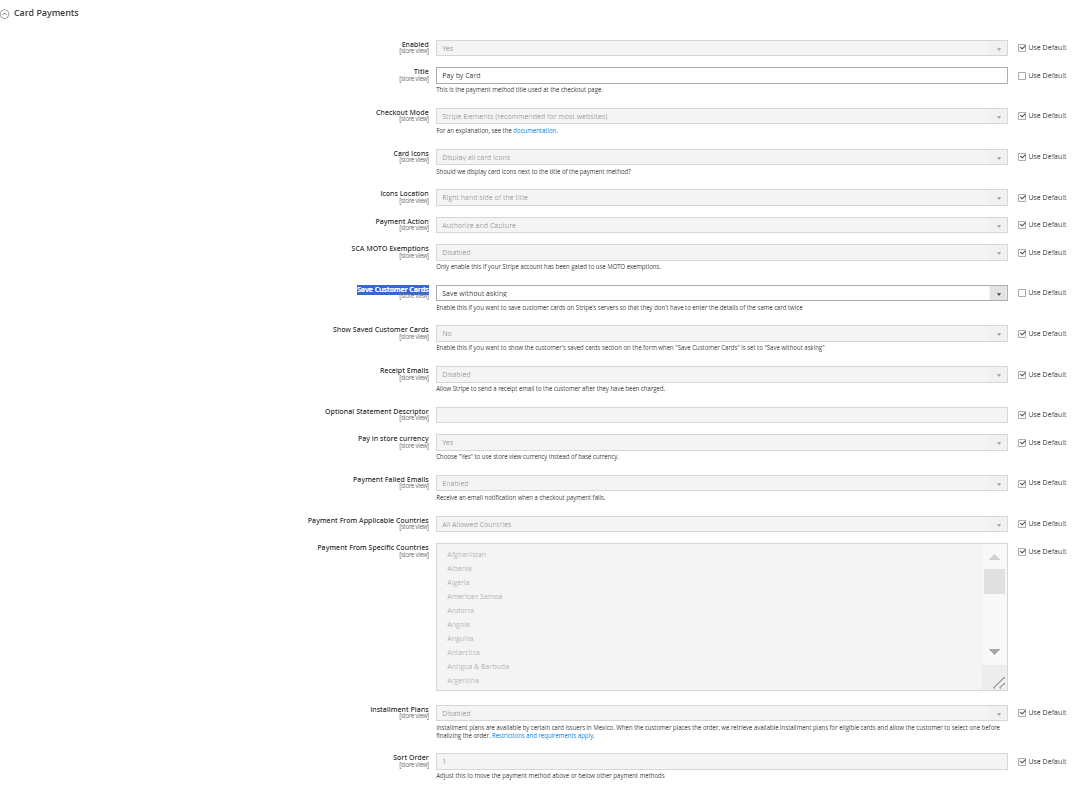 Card Payments
Enabled
[store view]
Yes
Use Default
Title
[store view]
Pay by Card
Use Default
This is the payment method title used at the checkout page
Checkout Mode
[store view]
Stripe Elements (recommended for most websites)
Use Default
For an explanation, see the documentation.
Card Icons
[store view]
Display all card icons
Use Default
Should we display card icons next to the title of the payment method?
Icons Location
[store view]
Right hand side of the title
Use Default
Payment Action
[store view]
Authorize and Capture
Use Default
SCA MOTO Exemptions
[store view]
Disabled
Use Default
Only enable this if your Stripe account has been gated to use MOTO exemptions.
Save Customer Cards
[store view]
Save without asking
Use Default
Enable this if you want to save customer cards on Stripe's servers so that they don't have to enter the details of the same card twice
Show Saved Customer Cards
[store view]
No
Use Default
Enable this if you want to show the customer's saved cards section on the form when "Save Customer Cards" is set to "Save without asking"
Receipt Emails
[store view]
Disabled
Use Default
Allow Stripe to send a receipt email to the customer after they have been charged.
Optional Statement Descriptor
[store view]
Use Default
Pay in store currency
[store view]
Yes
Use Default
Choose "Yes" to use store view currency instead of base currency.
Payment Failed Emails
[store view]
Enabled
Use Default
Receive an email notification when a checkout payment fails.
Payment From Applicable Countries
[store view]
All Allowed Countries
Use Default
Payment From Specific Countries
[store view]
Use Default
Afghanistan
Albania
Algeria
American Samoa
Andorra
Angola
Anguilla
Antarctica
Antigua & Barbuda
Argentina
Installment Plans
[store view]
Disabled
Use Default
Installment plans are available by certain card issuers in Mexico. When the customer places the order, we retrieve available installment plans for eligible cards and allow the customer to select one before
finalizing the order. Restrictions and requirements apply.
Sort Order
[store view]
1
Use Default
Adjust this to move the payment method above or below other payment methods